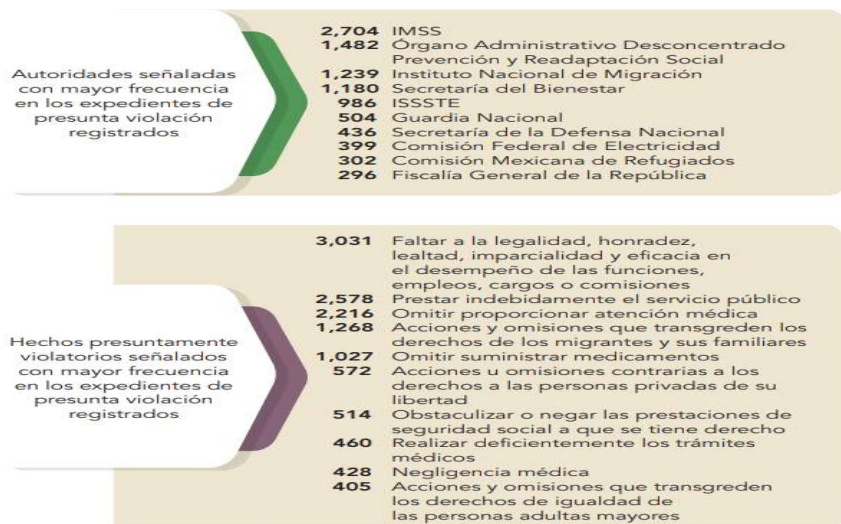 Autoridades señaladas
con mayor frecuencia
en los expedientes de
presunta violación
registrados
2,704 IMSS
1,482 Órgano Administrativo Desconcentrado
Prevención y Readaptación Social
1,239 Instituto Nacional de Migración
1,180 Secretaría del Bienestar
986 ISSSTE
504 Guardia Nacional
436 Secretaría de la Defensa Nacional
399 Comisión Federal de Electricidad
302 Comisión Mexicana de Refugiados
296 Fiscalía General de la República
Hechos presuntamente
violatorios señalados
con mayor frecuencia
en los expedientes de
presunta violación
registrados
3,031 Faltar a la legalidad, honradez,
lealtad, imparcialidad y eficacia en
el desempeño de las funciones,
empleos, cargos o comisiones
2,578 Prestar indebidamente el servicio público
2,216 Omitir proporcionar atención médica
1,268 Acciones y omisiones que transgreden los
derechos de los migrantes y sus familiares
1,027 Omitir suministrar medicamentos
572 Acciones u omisiones contrarias a los
derechos a las personas privadas de su
libertad
514 Obstaculizar o negar las prestaciones de
seguridad social a que se tiene derecho
460 Realizar deficientemente los trámites
médicos
428 Negligencia médica
405 Acciones y omisiones que transgreden
los derechos de igualdad de
las personas adultas mayores